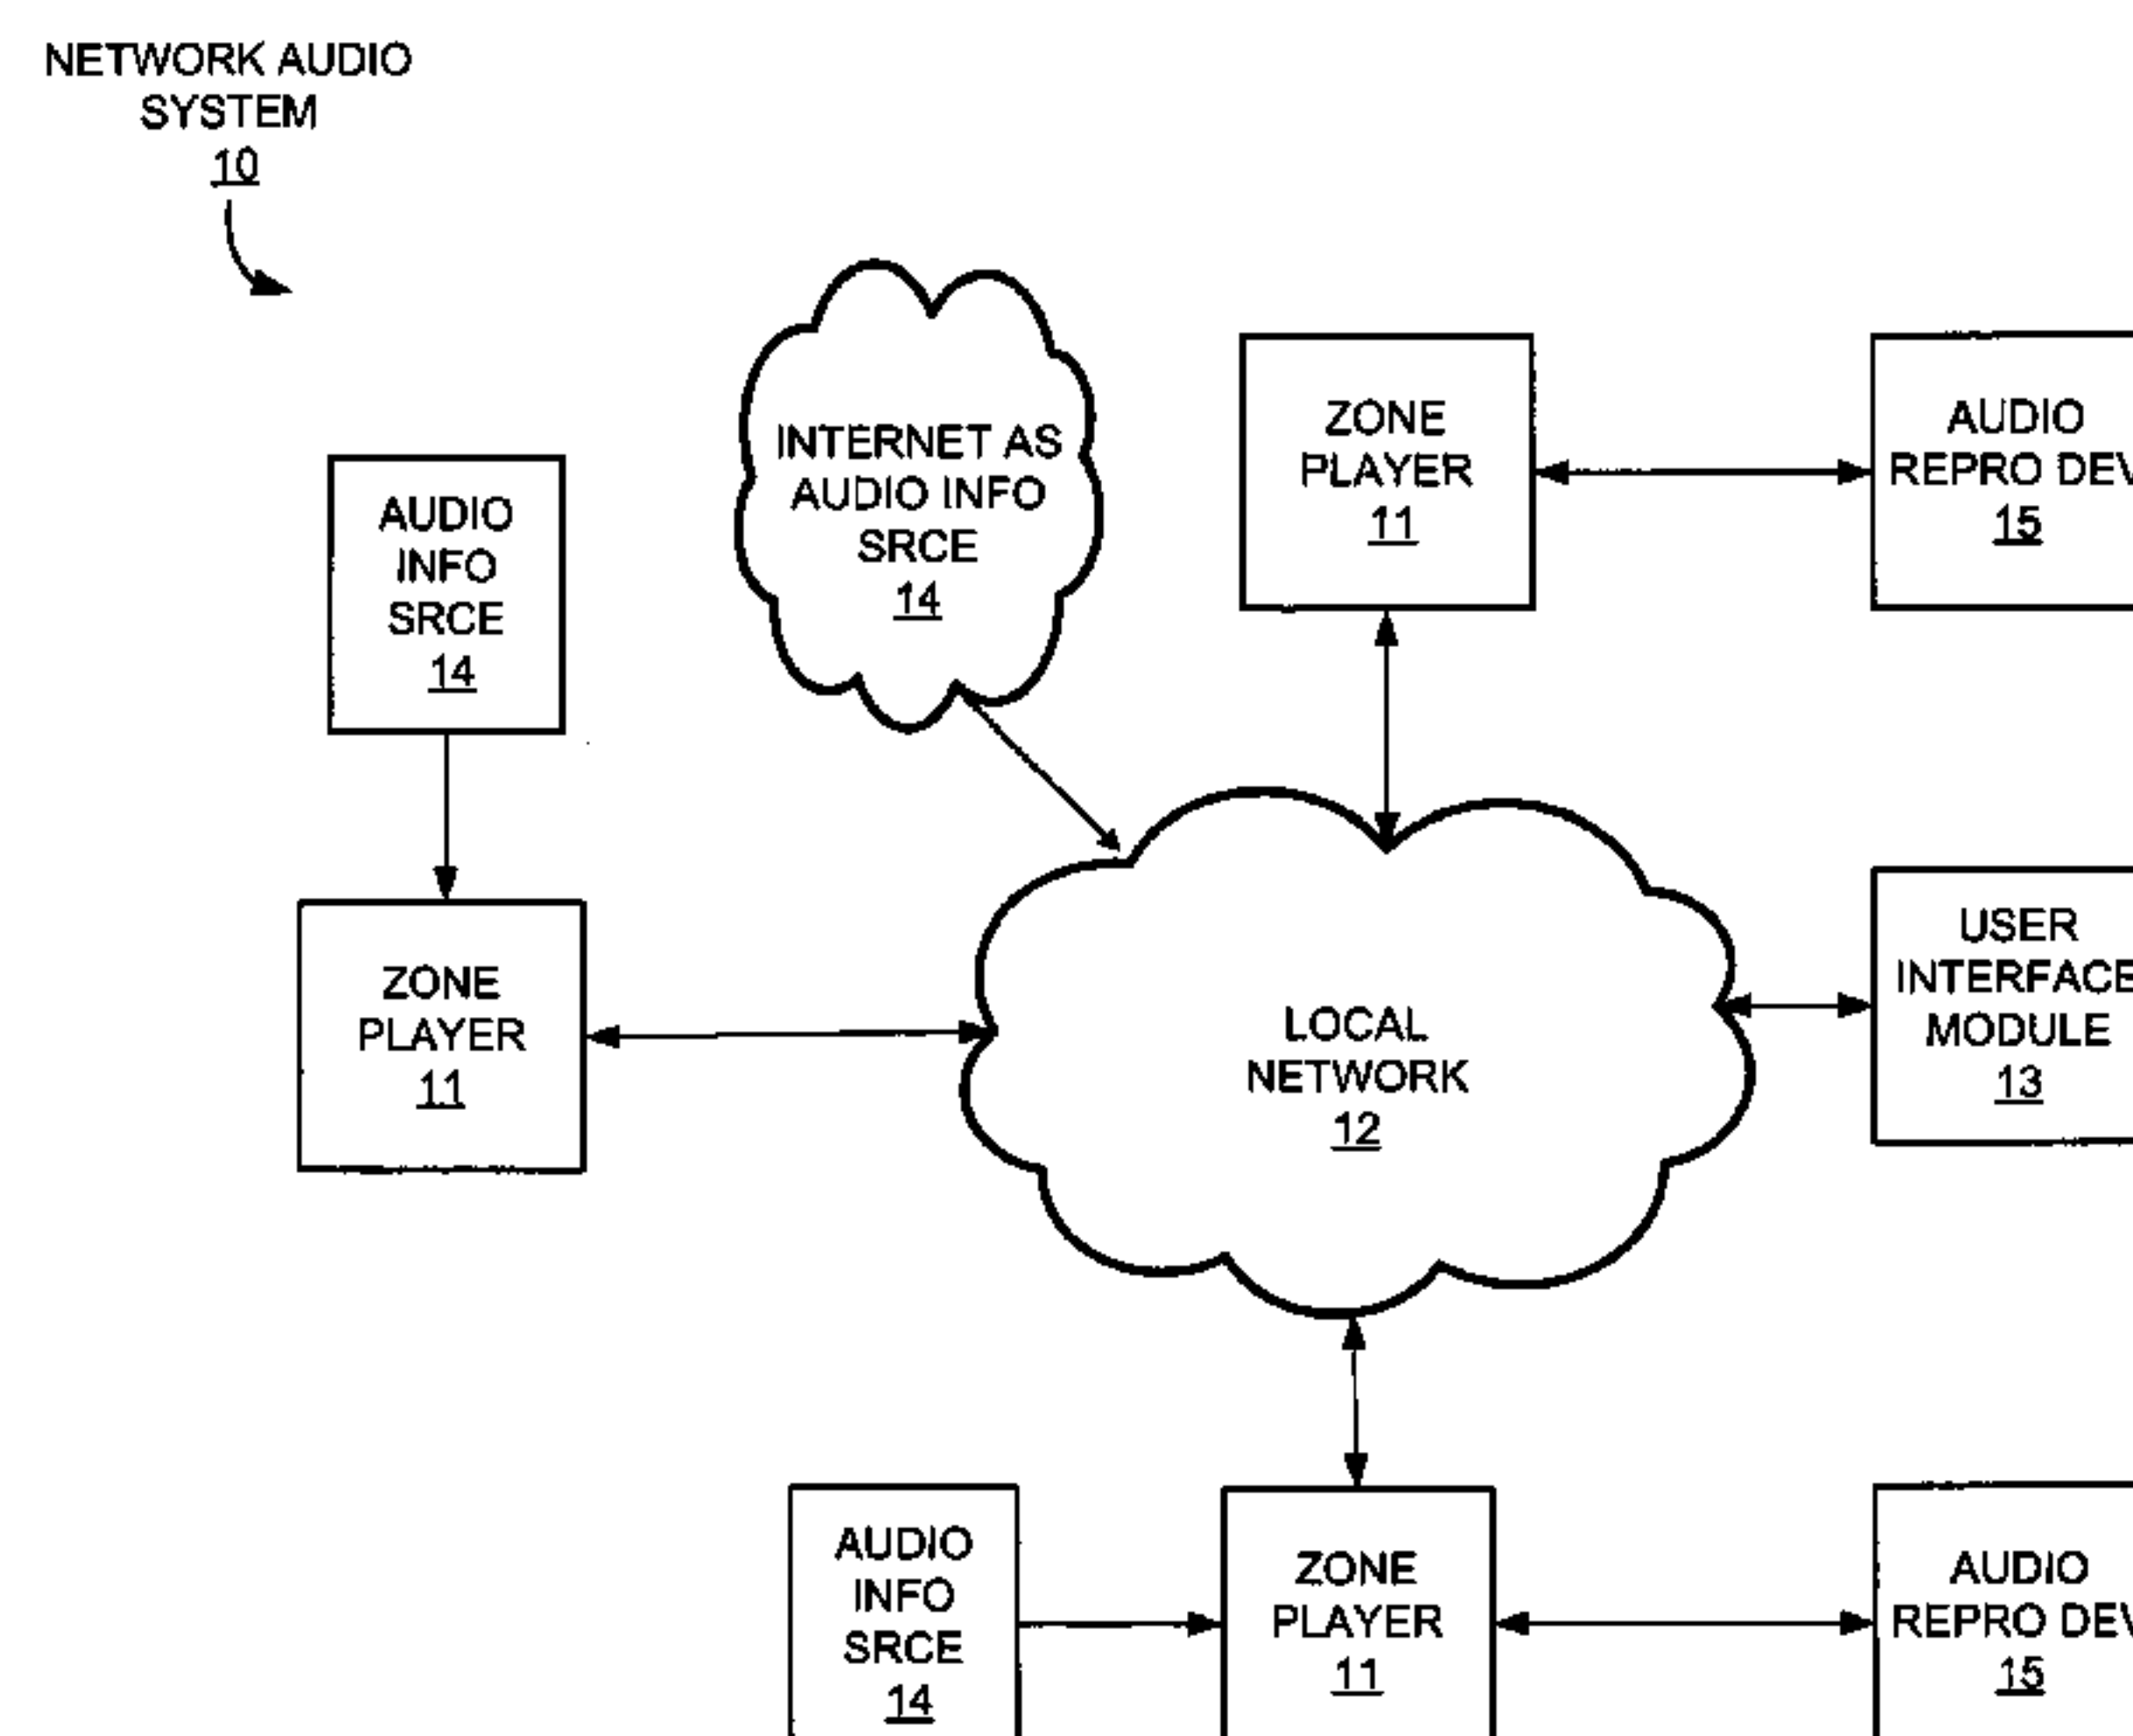 NETWORK AUDIO
SYSTEM
10
INTERNET AS
AUDIO INFO
SRCE
14
ZONE
PLAYER
11
AUDIO
REPRO DEV
15
AUDIO
INFO
SRCE
14
ZONE
PLAYER
11
LOCAL
NETWORK
12
USER
INTERFACE
MODULE
13
AUDIO
INFO
SRCE
14
ZONE
PLAYER
11
AUDIO
REPRO DEV
15